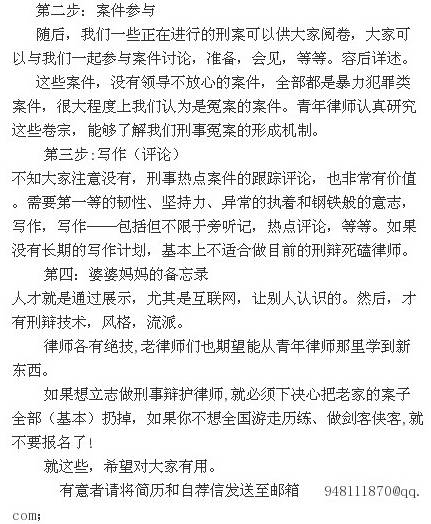 第二步：案件参与
随后，我们一些正在进行的刑案可以供大家阅卷，大家可
以与我们一起参与案件讨论，准备，会见，等等。容后详述。
这些案件，没有领导不放心的案件，全部都是暴力犯罪类
案件，很大程度上我们认为是冤案的案件。青年律师认真研究
这些卷宗，能够了解我们刑事冤案的形成机制。
第三步:写作（评论）
不知大家注意没有，刑事热点案件的跟踪评论，也非常有价值
。需要第一等的韧性、坚持力、异常的执着和钢铁般的意志，
写作，写作——包括但不限于旁听记，热点评论，等等。如果
没有长期的写作计划，基本上不适合做目前的刑辩死磕律师。
第四：婆婆妈妈的备忘录
人才就是通过展示，尤其是互联网，让别人认识的。然后，才
有刑辩技术，风格，流派。
律师各有绝技,老律师们也期望能从青年律师那里学到新
东西。
如果想立志做刑事辩护律师,就必须下决心把老家的案子
全部（基本）扔掉，如果你不想全国游走历练、做剑客侠客,就
不要报名了！
就这些，希望对大家有用。
有意者请将简历和自荐信发送至邮箱 948111870@qq.
com；